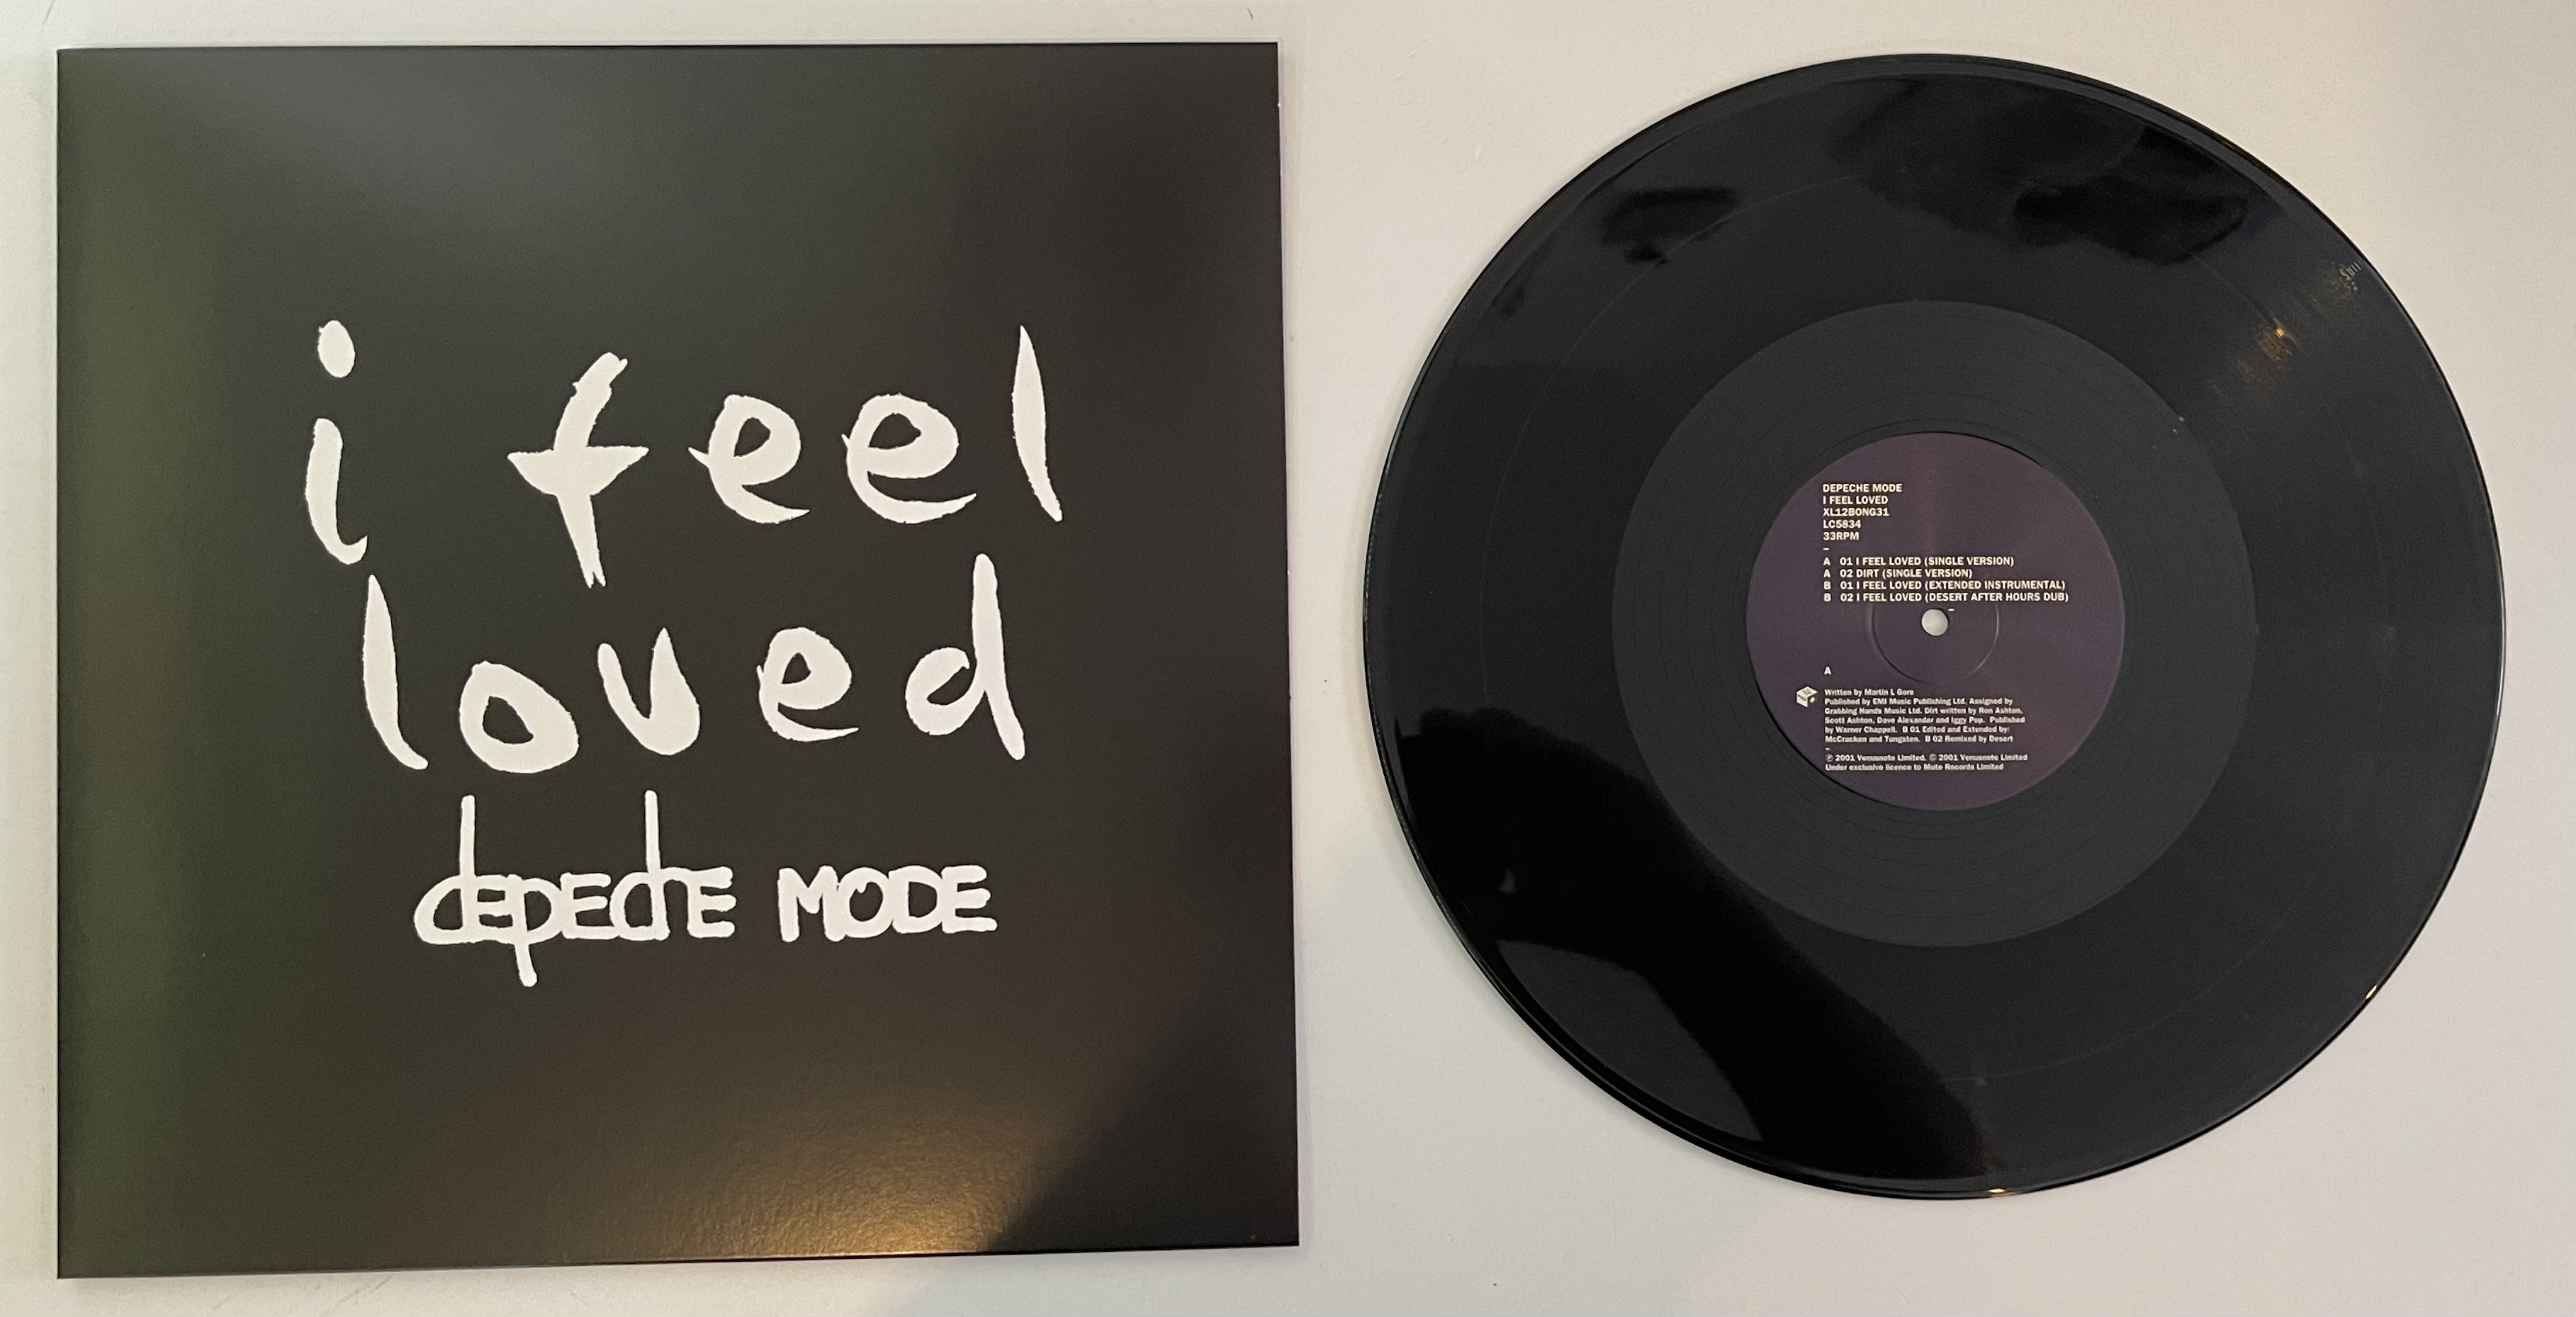 i feel
loved
depeche MODE
DEPECHE MODE
I FEEL LOVED
XL12BONG31
LC5834
33RPM
–
A 01 I FEEL LOVED (SINGLE VERSION)
A 02 DIRT (SINGLE VERSION)
B 01 I FEEL LOVED (EXTENDED INSTRUMENTAL)
B 02 I FEEL LOVED (DESERT AFTER HOURS DUB)
–
A
Written by Martin L Gore
Published by EMI Music Publishing Ltd. Assigned by
Grabbing Hands Music Ltd. Dirt written by Ron Ashton,
Scott Ashton, Dave Alexander and Iggy Pop. Published
by Warner Chappell. B 01 Edited and Extended by:
McCracken and Tungsten. B 02 Remixed by Desert
–
℗ 2001 Venusnote Limited. © 2001 Venusnote Limited
Under exclusive licence to Mute Records Limited